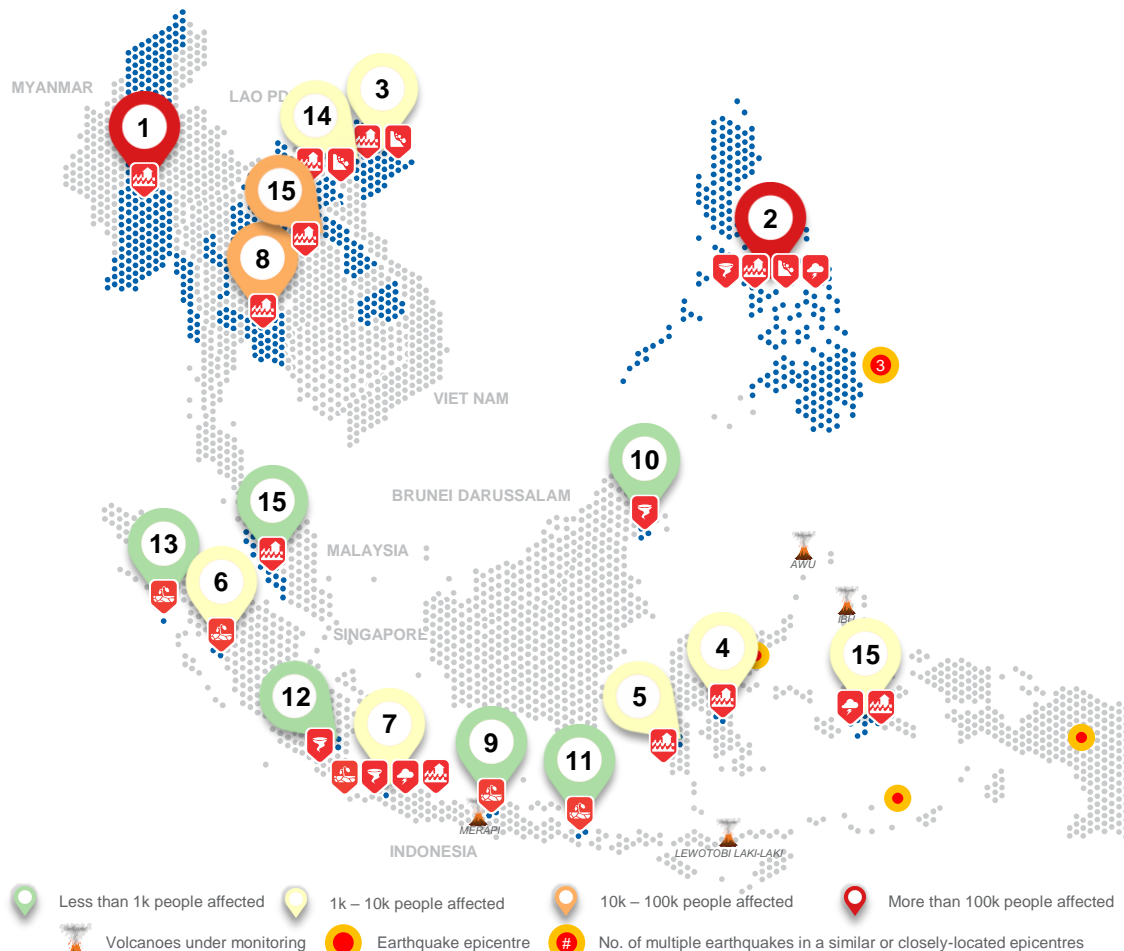 MYANMAR
LAO PD
3
14
1
15
2
8
3
VIET NAM
10
BRUNEI DARUSSALAM
15
13
MALAYSIA
AWU
6
IBU
SINGAPORE
4
15
5
12
7
9
11
MERAPI
LEWOTOBI LAKI-LAKI
INDONESIA
Less than 1k people affected
1k – 10k people affected
10k – 100k people affected
More than 100k people affected
Volcanoes under monitoring
Earthquake epicentre
# No. of multiple earthquakes in a similar or closely-located epicentres